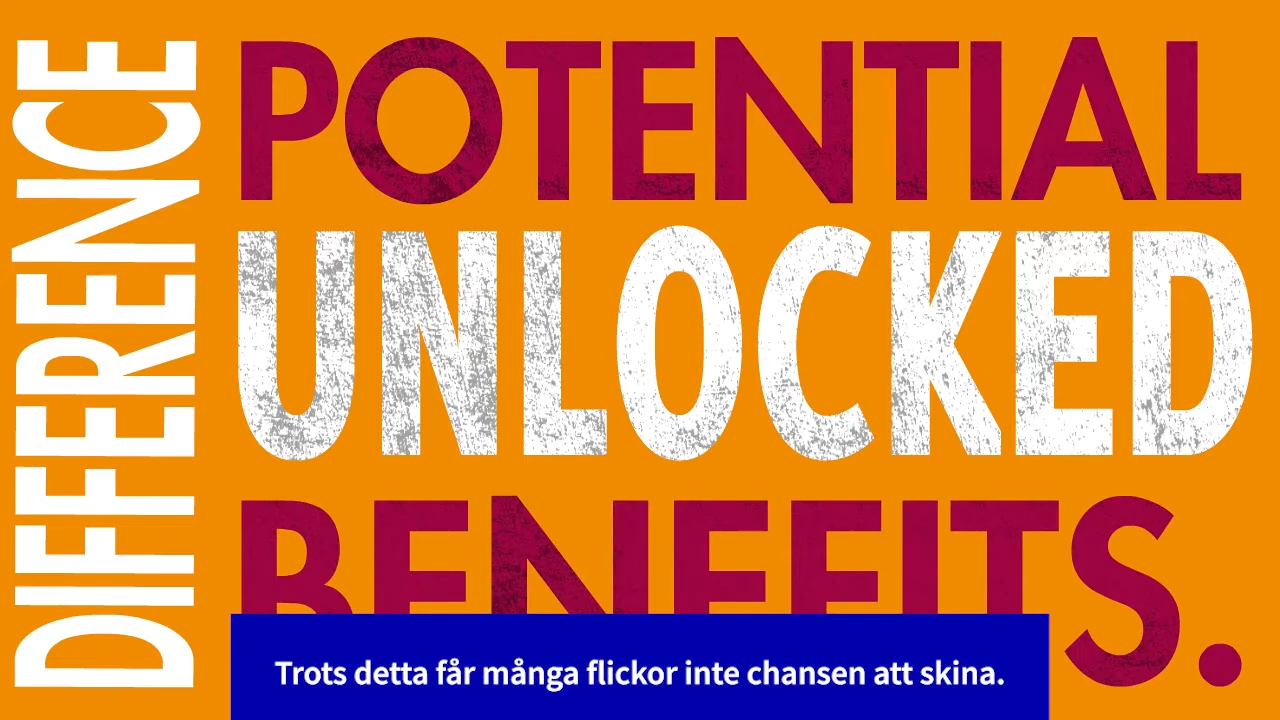 DIFFERENCE
POTENTIAL
UNLOCKED
BENEFITS.
Trots detta får många flickor inte chansen att skina.